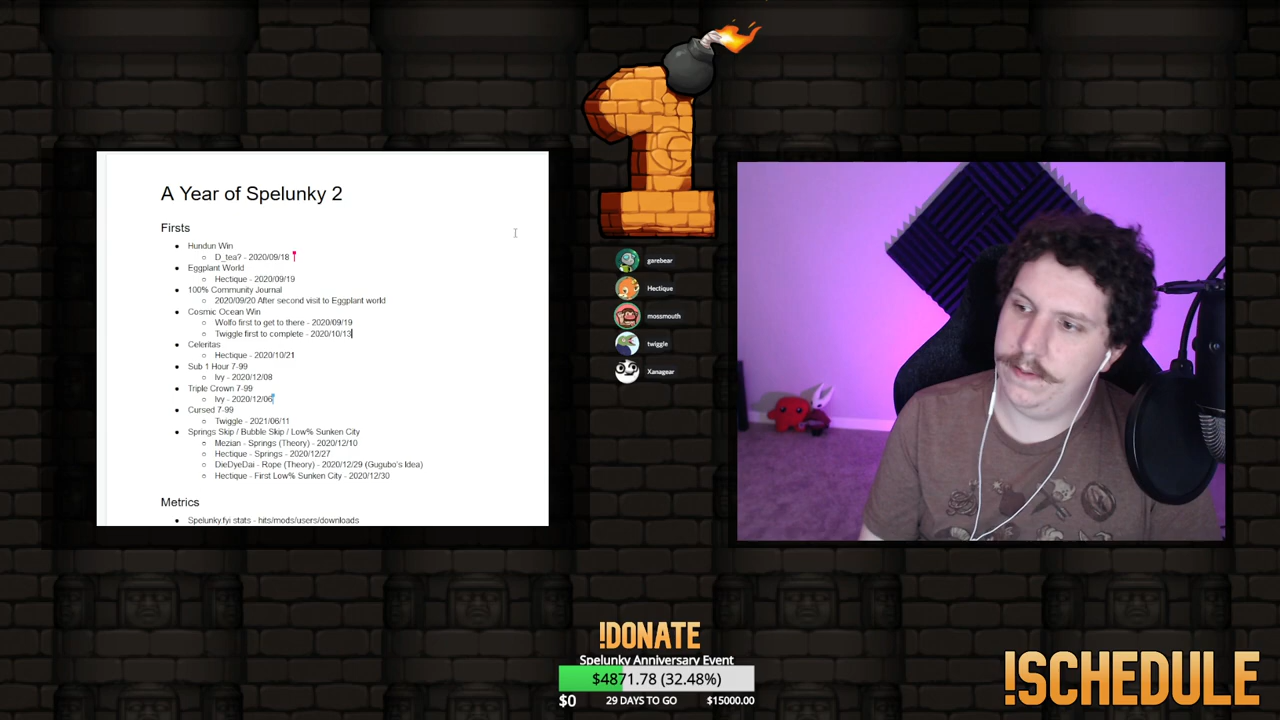 A Year of Spelunky 2
Firsts
Hundun Win
D_tea? - 2020/09/18
Eggplant World
Hectique - 2020/09/19
100% Community Journal
2020/09/20 After second visit to Eggplant world
Cosmic Ocean Win
Wolfo first to get to there - 2020/09/19
Twiggle first to complete - 2020/10/13
Celeritas
Hectique - 2020/10/21
Sub 1 Hour 7-99
Ivy - 2020/12/08
Triple Crown 7-99
Ivy - 2020/12/06
Cursed 7-99
Twiggle - 2021/06/11
Springs Skip / Bubble Skip / Low% Sunken City
Mezian - Springs (Theory) - 2020/12/10
Hectique - Springs - 2020/12/27
DieDyeDai - Rope (Theory) - 2020/12/29 (Gugubo's Idea)
Hectique - First Low% Sunken City - 2020/12/30
Metrics
Spelunky.fyi stats - hits/mods/users/downloads
garebear
Hectique
mossmouth
twiggle
Xanagear
!DONATE
Spelunky Anniversary Event
$4871.78 (32.48%)
$0 29 DAYS TO GO $15000.00
!SCHEDULE